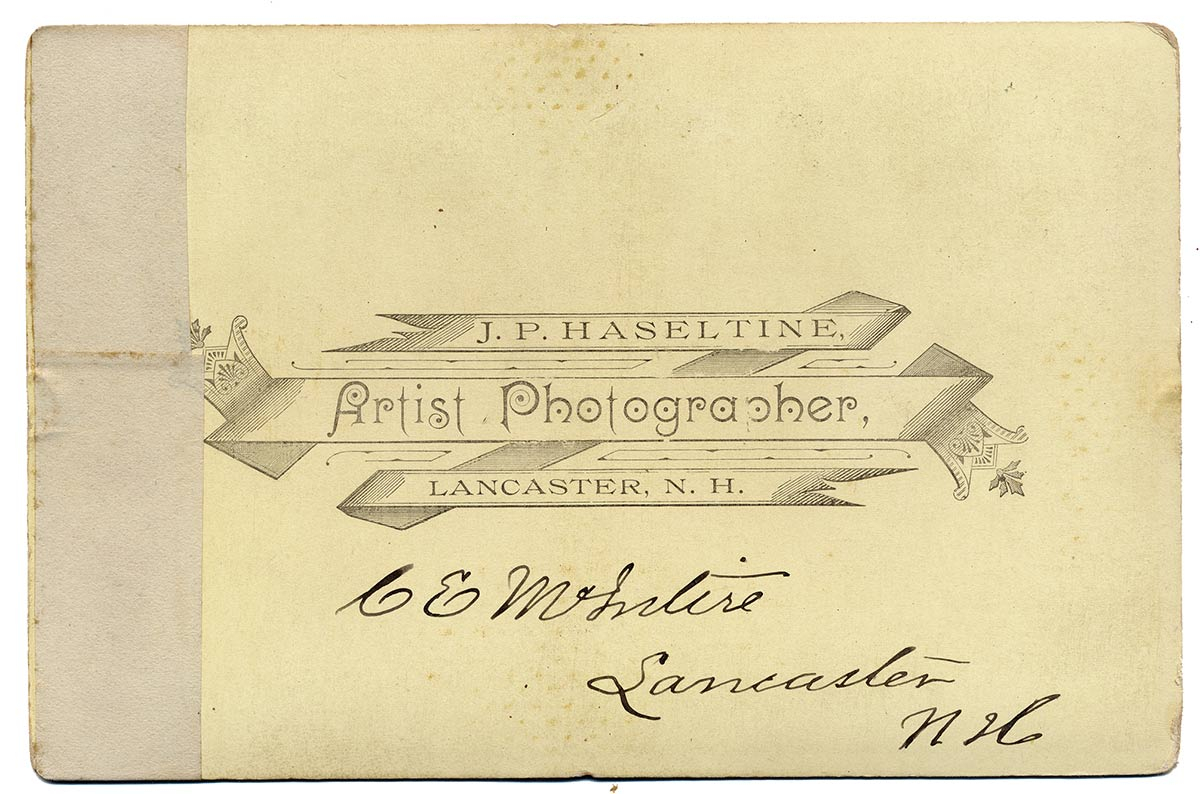 J. P. HASELTINE,
Artist Photographer,
LANCASTER, N. H.
C E McIntire
Lancaster
N H